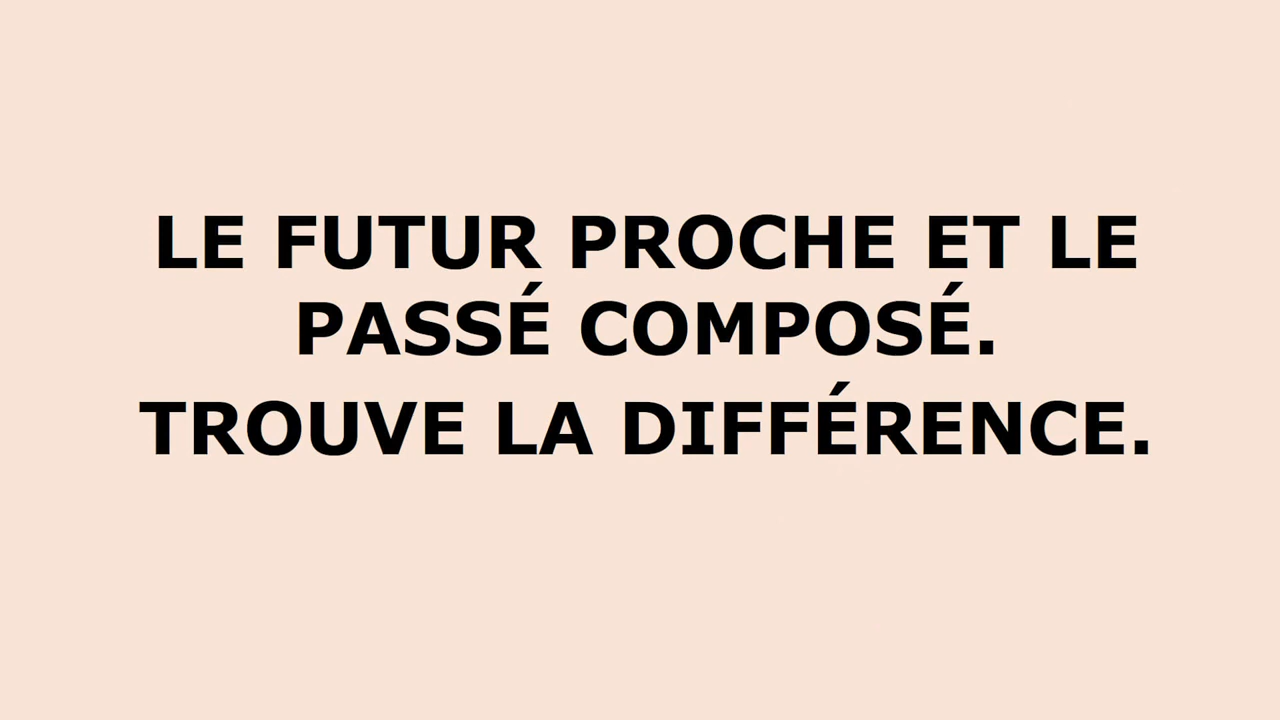 LE FUTUR PROCHE ET LE
PASSÉ COMPOSÉ.
TROUVE LA DIFFÉRENCE.